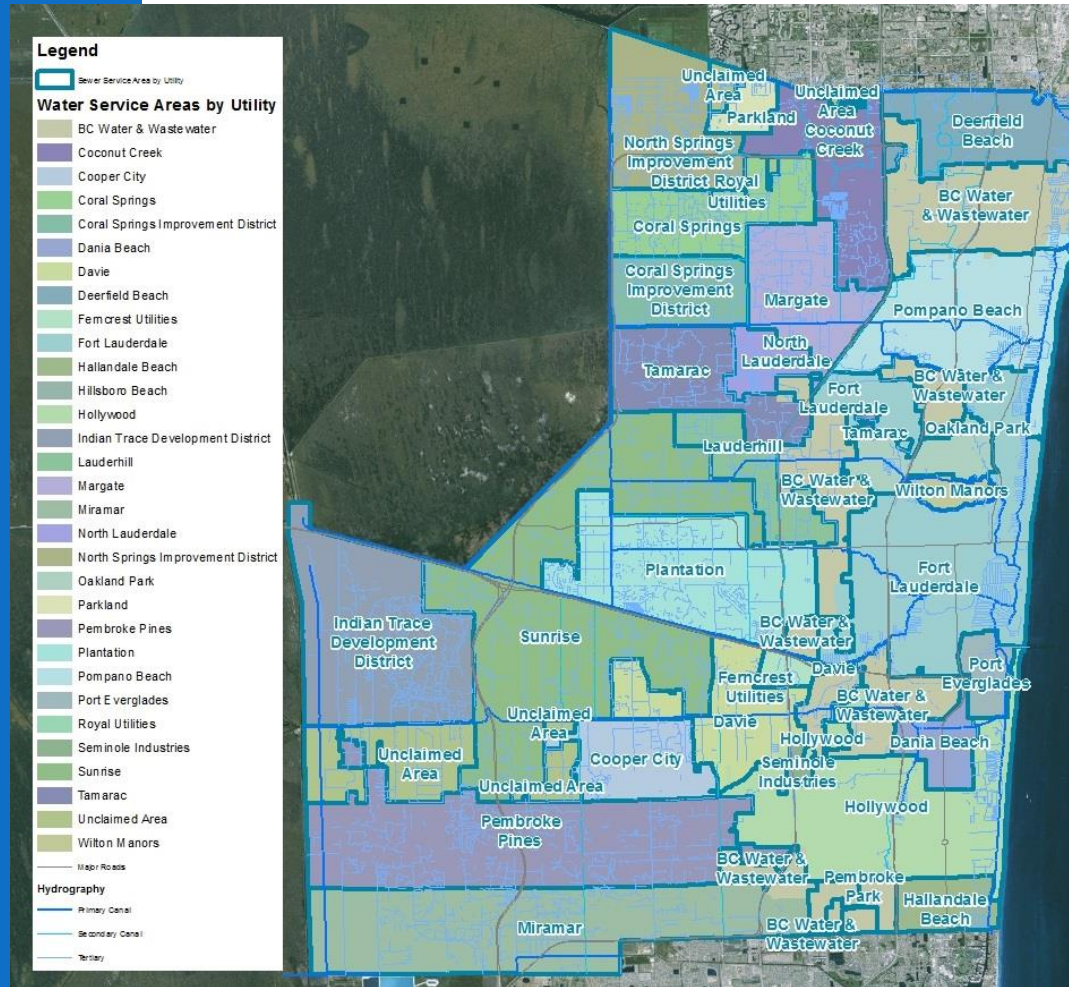 Legend
Sewer Service Area by Utility
Water Service Areas by Utility
BC Water & Wastewater
Coconut Creek
Cooper City
Coral Springs
Coral Springs Improvement District
Dania Beach
Davie
Deerfield Beach
Ferncrest Utilities
Fort Lauderdale
Hallandale Beach
Hillsboro Beach
Hollywood
Indian Trace Development District
Lauderhill
Margate
Miramar
North Lauderdale
North Springs Improvement District
Oakland Park
Parkland
Pembroke Pines
Plantation
Pompano Beach
Port Everglades
Royal Utilities
Seminole Industries
Sunrise
Tamarac
Unclaimed Area
Wilton Manors
Major Roads
Hydrography
Primary Canal
Secondary Canal
Tertiary
Unclaimed
Area
Parkland
Unclaimed
Area
Coconut
Creek
Deerfield
Beach
North Springs
Improvement
District
Royal
Utilities
BC Water
& Wastewater
Coral Springs
Coral Springs
Improvement
District
Margate
Pompano Beach
North
Lauderdale
Tamarac
BC Water &
Wastewater
Fort
Lauderdale
Tamarac
Oakland Park
Lauderhill
BC Water &
Wastewater
Wilton Manors
Plantation
Fort
Lauderdale
BC Water &
Wastewater
Indian Trace
Development
District
Sunrise
Davie
Port
Everglades
Ferncrest
Utilities
BC Water &
Wastewater
Unclaimed
Area
Davie
Hollywood
Dania Beach
Unclaimed
Area
Cooper City
Seminole
Industries
Unclaimed Area
Hollywood
Pembroke
Pines
BC Water &
Wastewater
Pembroke
Park
Hallandale
Beach
Miramar
BC Water &
Wastewater